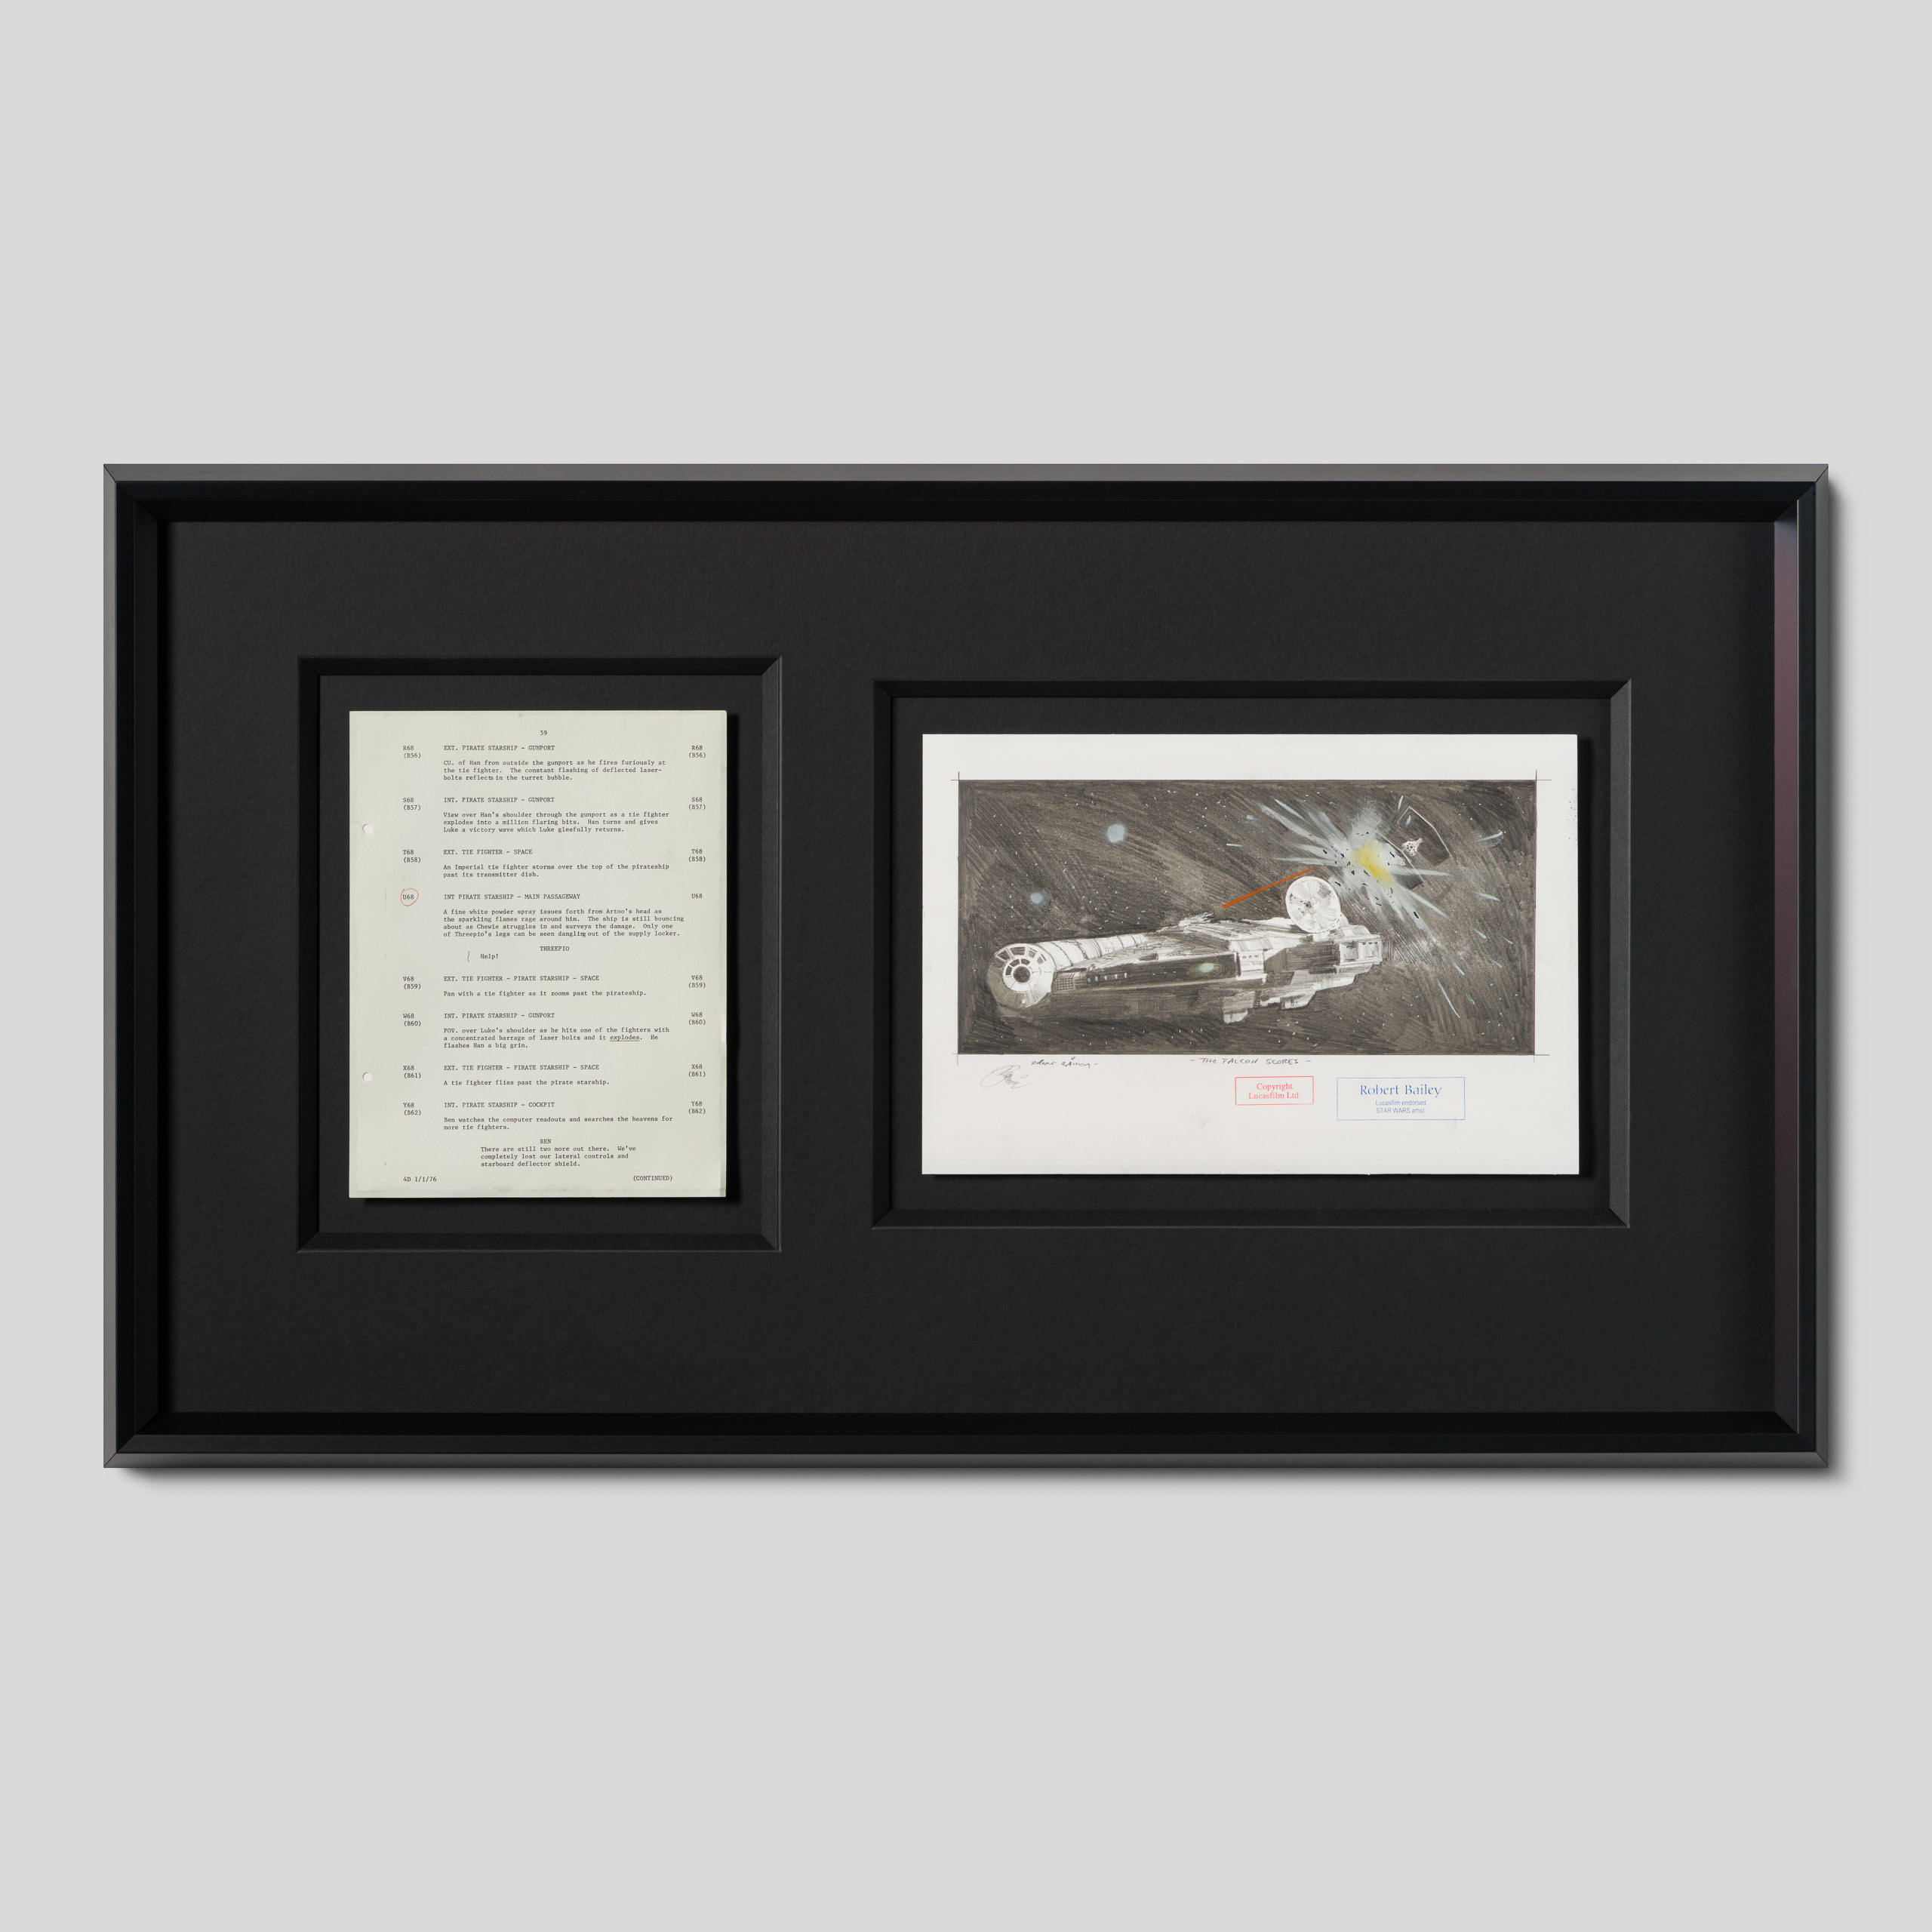 59
R68 EXT. PIRATE STARSHIP - GUNPORT R68
(B56) (B56)
CU. of Han from outside the gunport as he fires furiously at
the tie fighter. The constant flashing of deflected laser-
bolts reflects in the turret bubble.
S68 INT. PIRATE STARSHIP - GUNPORT S68
(B57) (B57)
View over Han's shoulder through the gunport as a tie fighter
explodes into a million flaring bits. Han turns and gives
Luke a victory wave which Luke gleefully returns.
T68 EXT. TIE FIGHTER - SPACE T68
(B58) (B58)
An Imperial tie fighter storms over the top of the pirateship
past its transmitter dish.
U68 INT PIRATE STARSHIP - MAIN PASSAGEWAY U68
A fine white powder spray issues forth from Artoo's head as
the sparkling flames rage around him. The ship is still bouncing
about as Chewie struggles in and surveys the damage. Only one
of Threepio's legs can be seen dangling out of the supply locker.
THREEPIO
Help!
V68 EXT. TIE FIGHTER - PIRATE STARSHIP - SPACE V68
(B59) (B59)
Pan with a tie fighter as it zooms past the pirateship.
W68 INT. PIRATE STARSHIP - GUNPORT W68
(B60) (B60)
POV. over Luke's shoulder as he hits one of the fighters with
a concentrated barrage of laser bolts and it explodes. He
flashes Han a big grin.
X68 EXT. TIE FIGHTER - PIRATE STARSHIP - SPACE X68
(B61) (B61)
A tie fighter flies past the pirate starship.
Y68 INT. PIRATE STARSHIP - COCKPIT Y68
(B62) (B62)
Ben watches the computer readouts and searches the heavens for
more tie fighters.
BEN
There are still two more out there. We've
completely lost our lateral controls and
starboard deflector shield.
4D 1/1/76 (CONTINUED)
- THE FALCON SCORES -
Copyright
Lucasfilm Ltd
Robert Bailey
Lucasfilm endorsed
STAR WARS artist